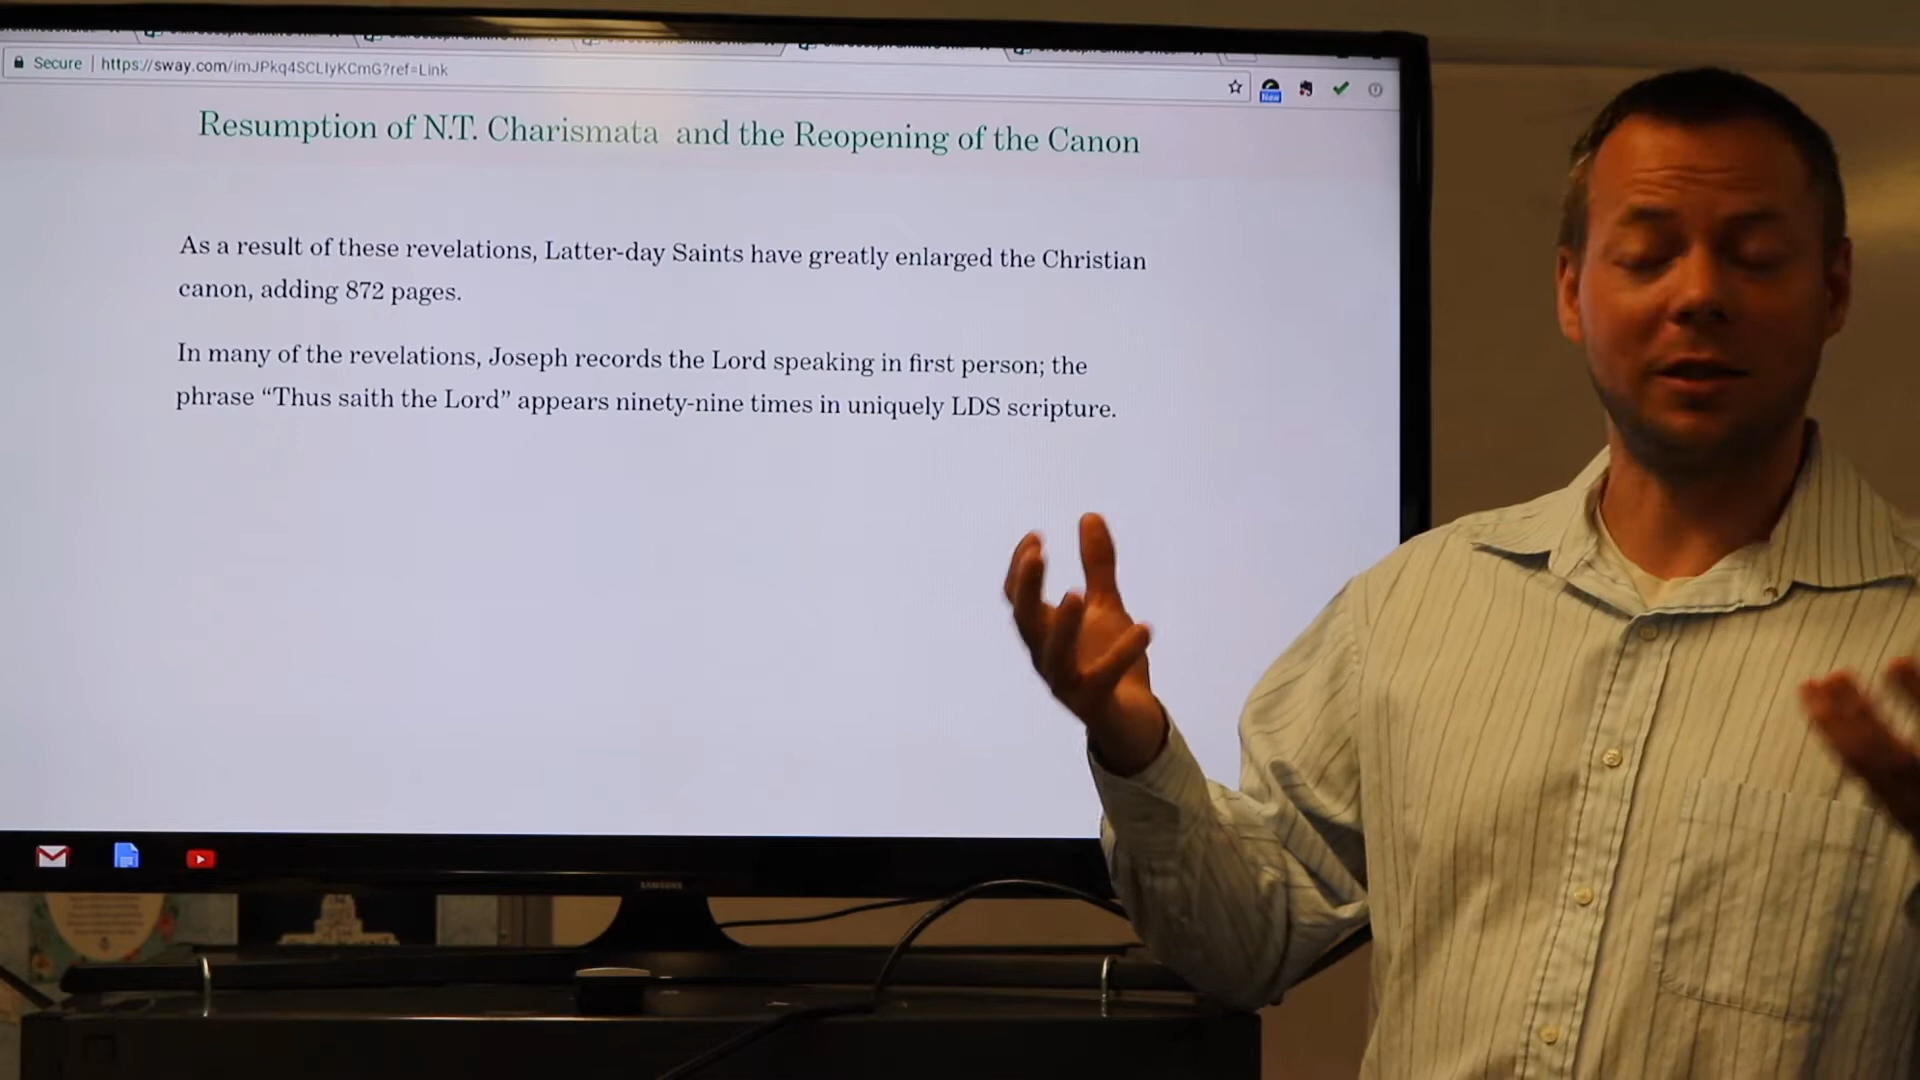 Secure | https://sway.com/imJPkq4SCLIyKCmG?ref=Link
New
Resumption of N.T. Charismata and the Reopening of the Canon
As a result of these revelations, Latter-day Saints have greatly enlarged the Christian
canon, adding 872 pages.
In many of the revelations, Joseph records the Lord speaking in first person; the
phrase “Thus saith the Lord” appears ninety-nine times in uniquely LDS scripture.
SAMSUNG